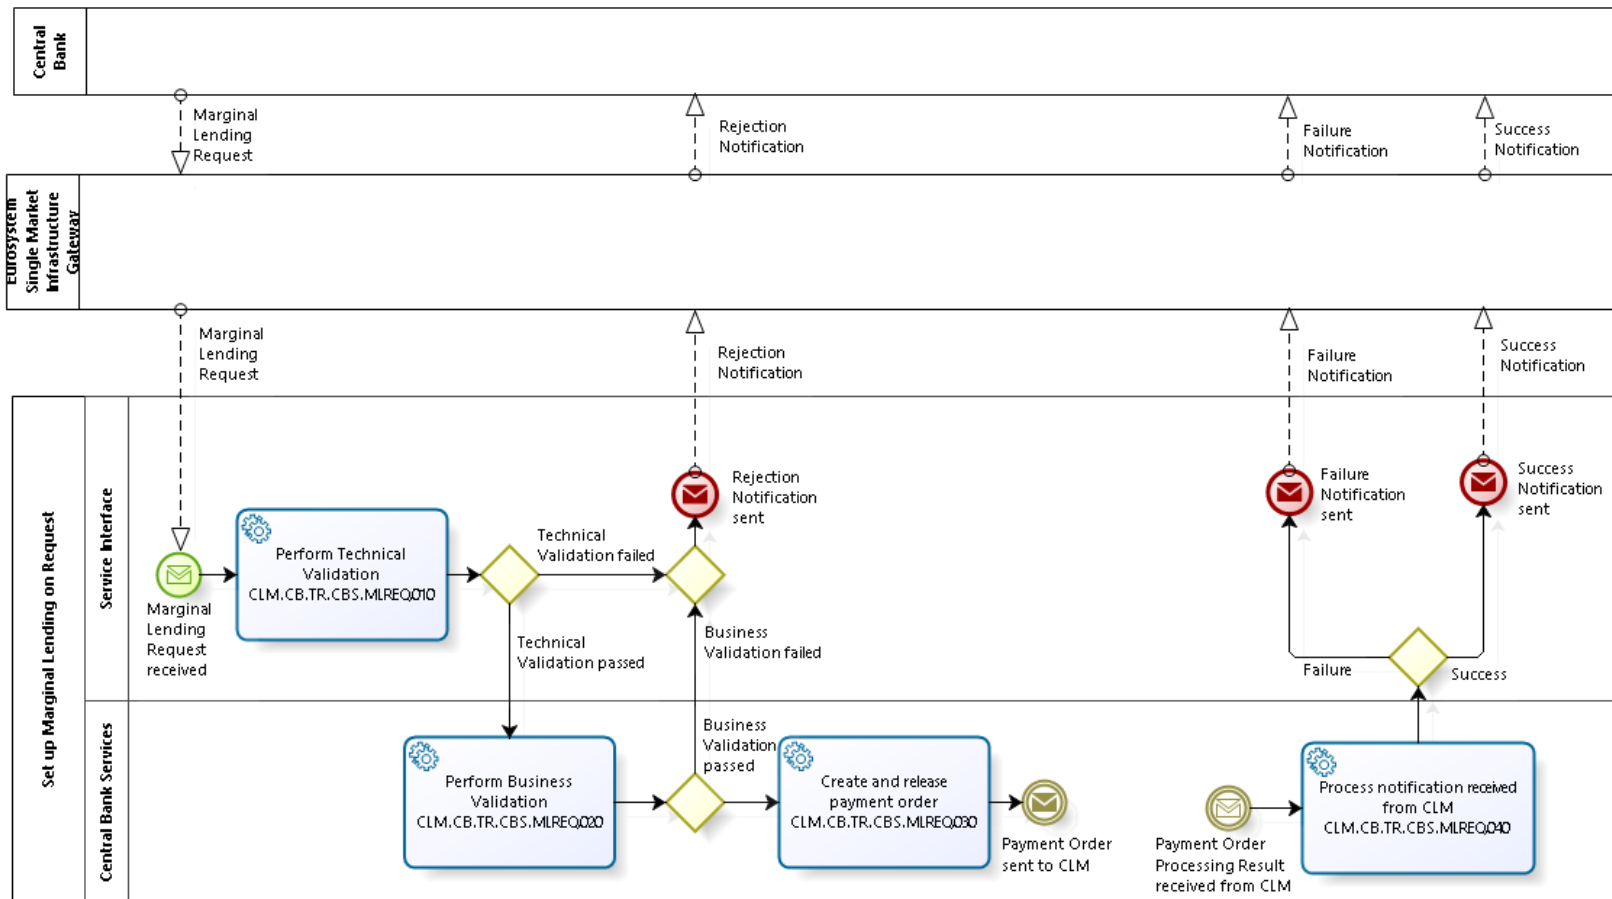 Central
Bank
Marginal
Lending
Request
Rejection
Notification
Failure
Notification
Success
Notification
Eurosystem
Single Market
Infrastructure
Gateway
Marginal
Lending
Request
Rejection
Notification
Failure
Notification
Success
Notification
Set up Marginal Lending on Request
Service Interface
Marginal
Lending
Request
received
Perform Technical
Validation
CLM.CB.TR.CBS.MLREQ.010
Technical
Validation failed
Technical
Validation passed
Rejection
Notification
sent
Business
Validation failed
Failure
Notification
sent
Success
Notification
sent
Failure
Success
Central Bank Services
Perform Business
Validation
CLM.CB.TR.CBS.MLREQ.020
Business
Validation
passed
Create and release
payment order
CLM.CB.TR.CBS.MLREQ.030
Payment Order
sent to CLM
Payment Order
Processing Result
received from CLM
Process notification received
from CLM
CLM.CB.TR.CBS.MLREQ.040